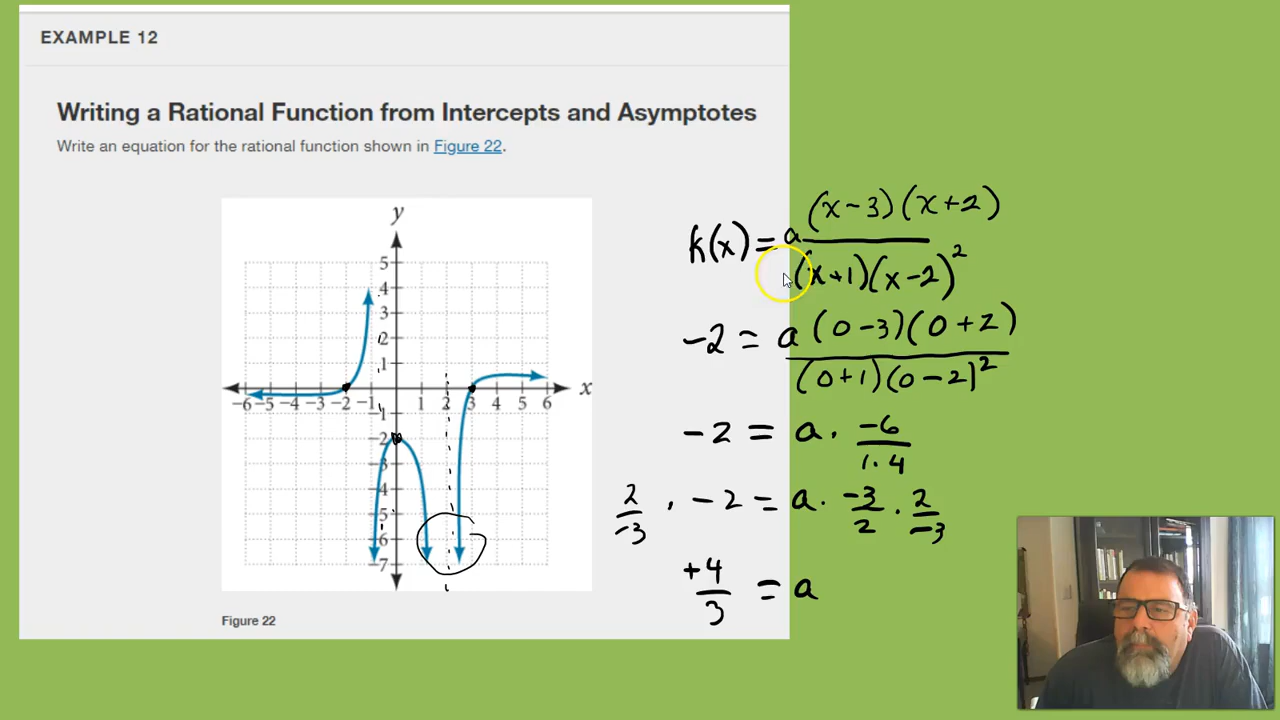 EXAMPLE 12
Writing a Rational Function from Intercepts and Asymptotes
Write an equation for the rational function shown in Figure 22.
y
5
4
3
2
1
-6 -5 -4 -3 -2 -1 1 2 3 4 5 6 x
-1
-2
-3
-4
-5
-6
-7
Figure 22
k(x) = a (x-3)(x+2) / (x+1)(x-2)²
-2 = a(0-3)(0+2) / (0+1)(0-2)²
-2 = a · -6 / 1·4
2/-3 · -2 = a · -3/2 · 2/-3
+4/3 = a